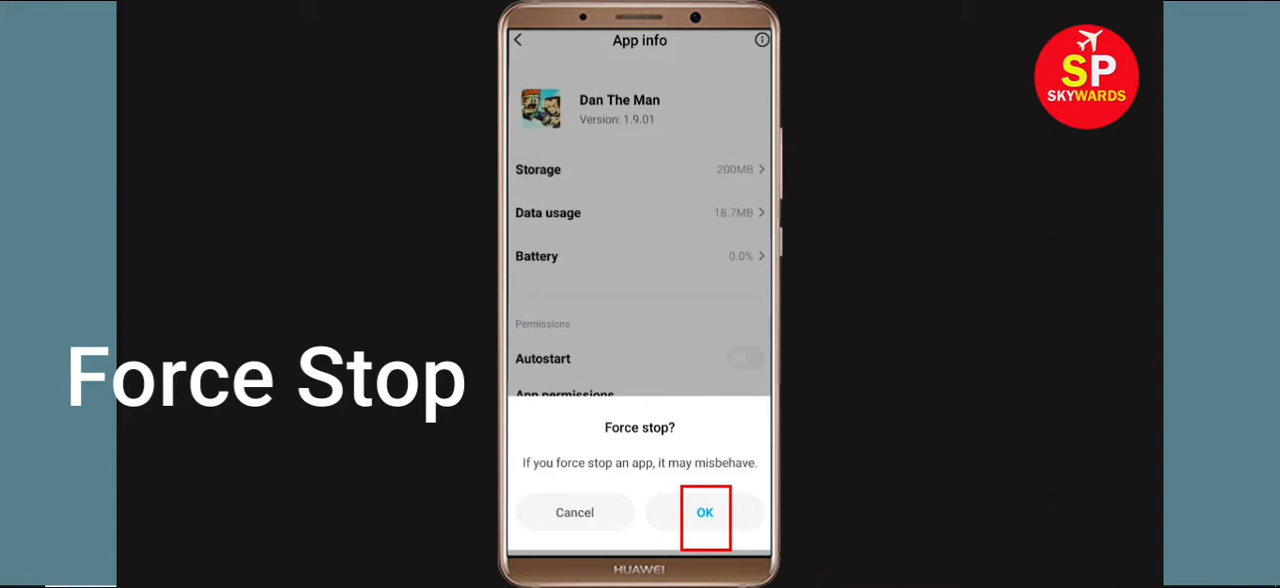 App info
SP
SKYWARDS
Dan The Man
Version: 1.9.01
Storage 200MB
Data usage 18.7MB
Battery 0.0%
Permissions
Autostart
App permissions
Force Stop
Force stop?
If you force stop an app, it may misbehave.
Cancel OK
HUAWEI